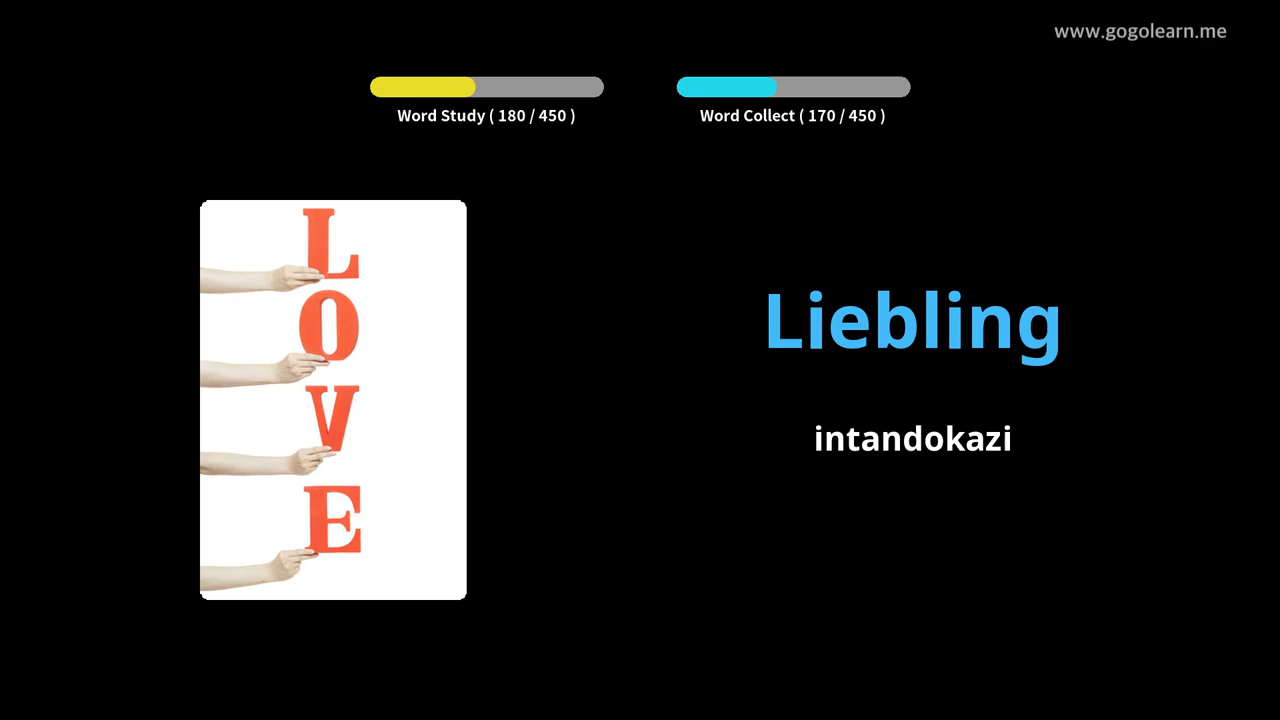 www.gogolearn.me
Word Study ( 180 / 450 )
Word Collect ( 170 / 450 )
L
O
V
E
Liebling
intandokazi